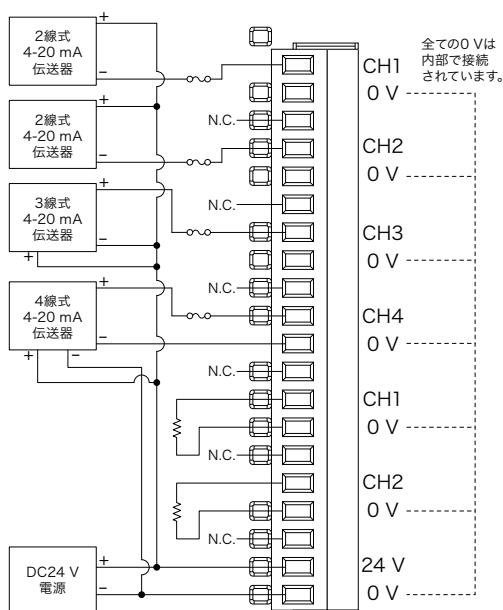 2線式
4-20 mA
伝送器
+
−
2線式
4-20 mA
伝送器
+
−
3線式
4-20 mA
伝送器
+
−
+
4線式
4-20 mA
伝送器
+
−
+
−
DC24 V
電源
+
−
N.C.
N.C.
N.C.
N.C.
N.C.
N.C.
N.C.
CH1
0 V
CH2
0 V
CH3
0 V
CH4
0 V
CH1
0 V
CH2
0 V
24 V
0 V
全ての0 Vは
内部で接続
されています。